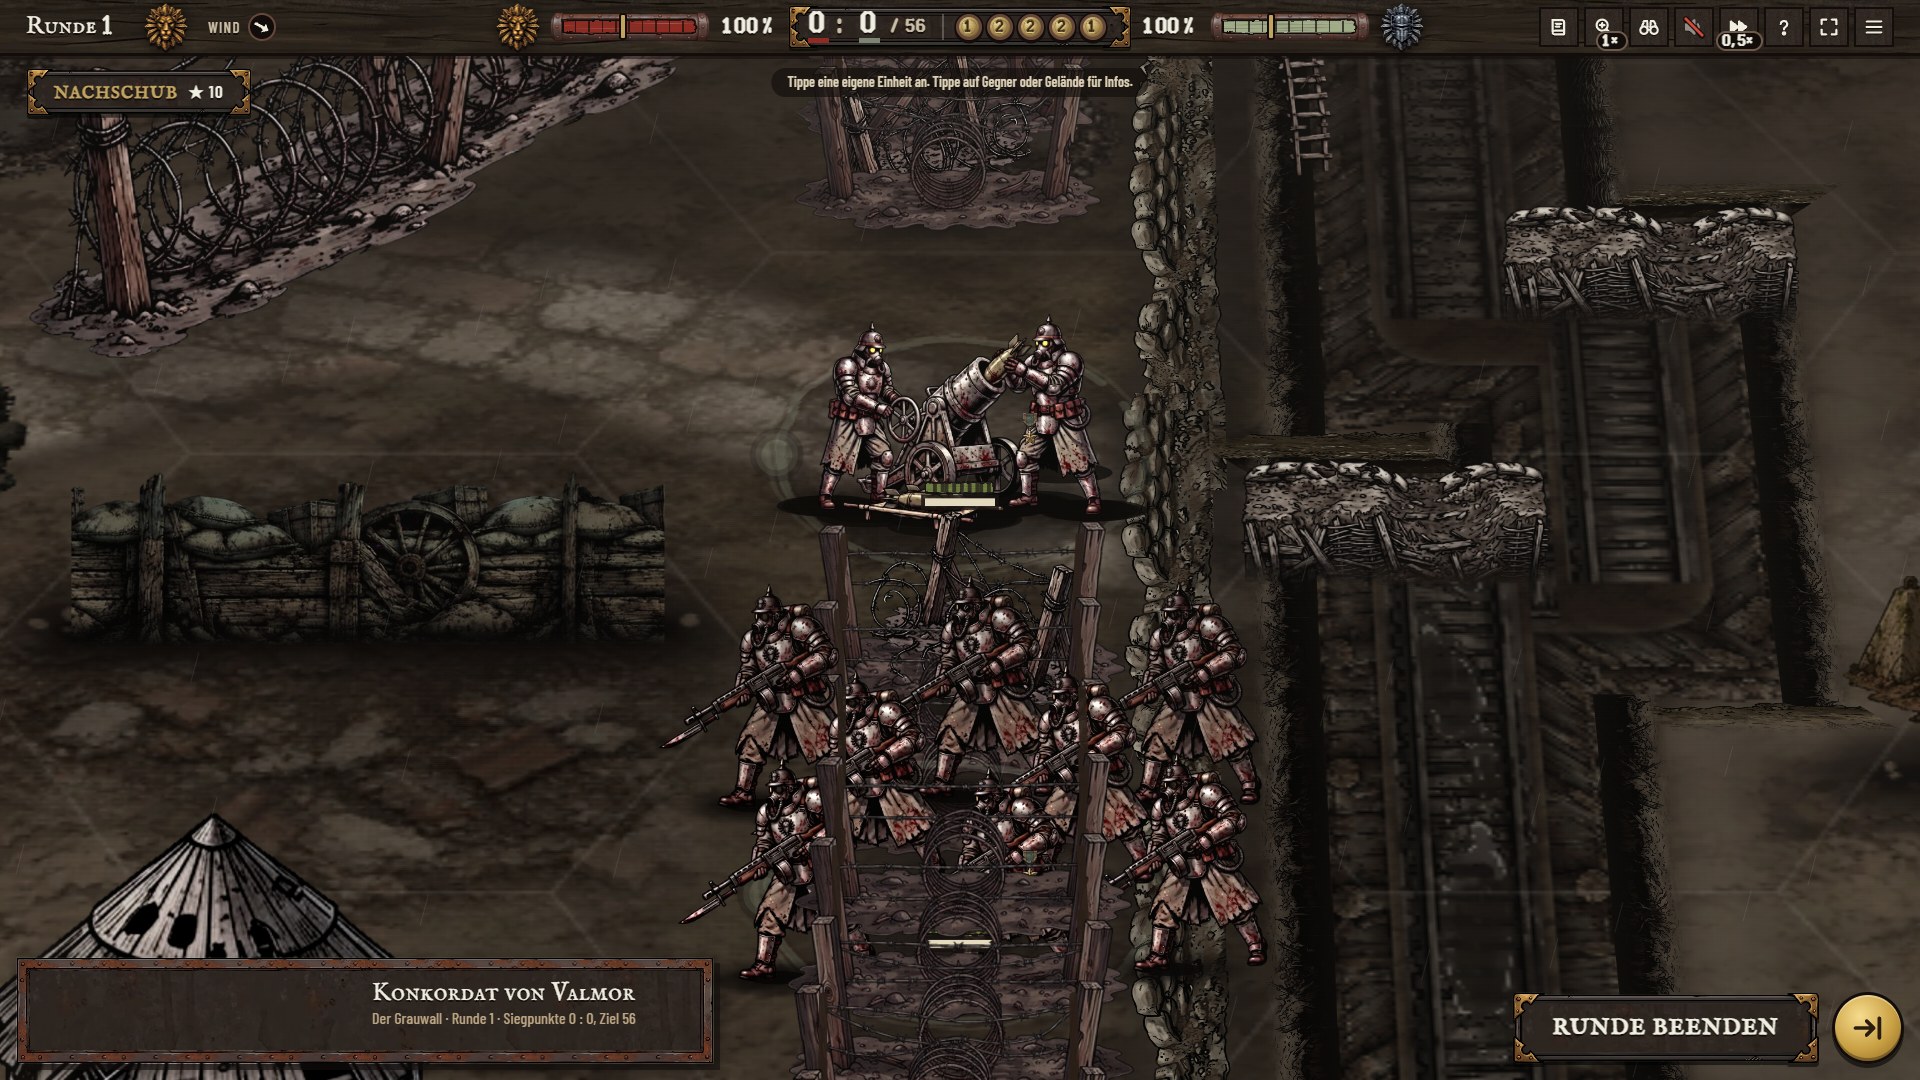 Runde 1
WIND
100 %
0 : 0 / 56
1 2 2 2 1
100 %
1×
0,5×
?
NACHSCHUB ★ 10
Tippe eine eigene Einheit an. Tippe auf Gegner oder Gelände für Infos.
Konkordat von Valmor
Der Grauwall · Runde 1 · Siegpunkte 0 : 0, Ziel 56
RUNDE BEENDEN